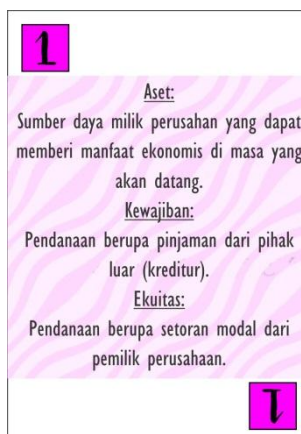 1
Aset:
Sumber daya milik perusahan yang dapat
memberi manfaat ekonomis di masa yang
akan datang.
Kewajiban:
Pendanaan berupa pinjaman dari pihak
luar (kreditur).
Ekuitas:
Pendanaan berupa setoran modal dari
pemilik perusahaan.
1